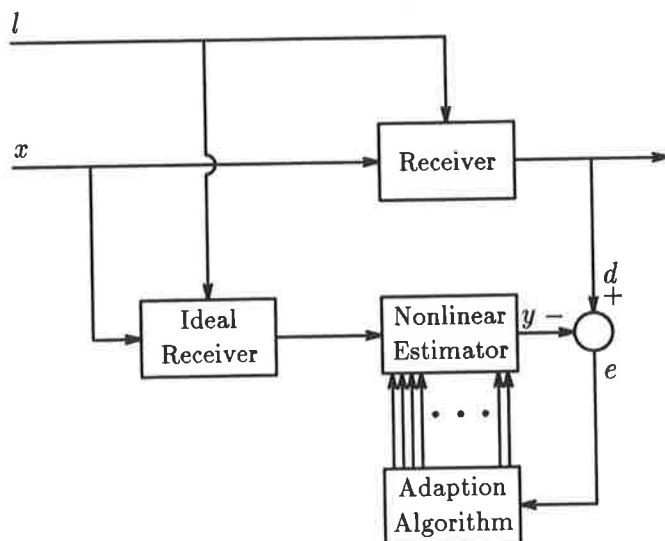 l
x
Receiver
d
+
Ideal
Receiver
Nonlinear
Estimator
y −
e
Adaption
Algorithm